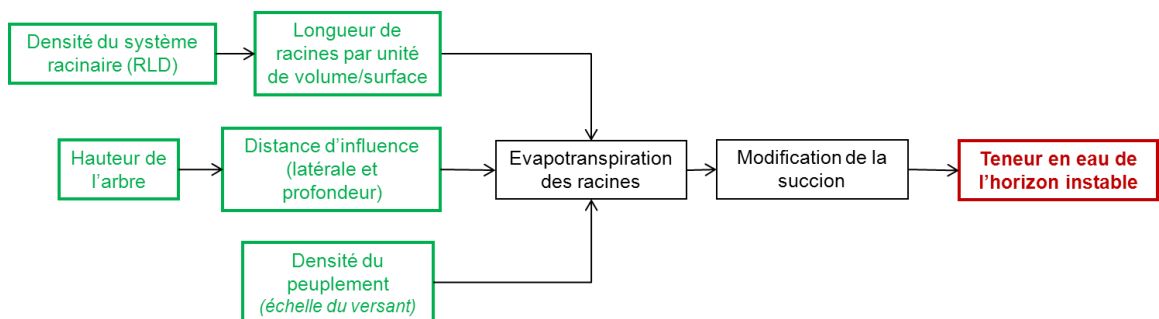 Densité du système
racinaire (RLD)
Longueur de
racines par unité
de volume/surface
Hauteur de
l’arbre
Distance d’influence
(latérale et
profondeur)
Evapotranspiration
des racines
Modification de la
succion
Teneur en eau de
l’horizon instable
Densité du
peuplement
(échelle du versant)